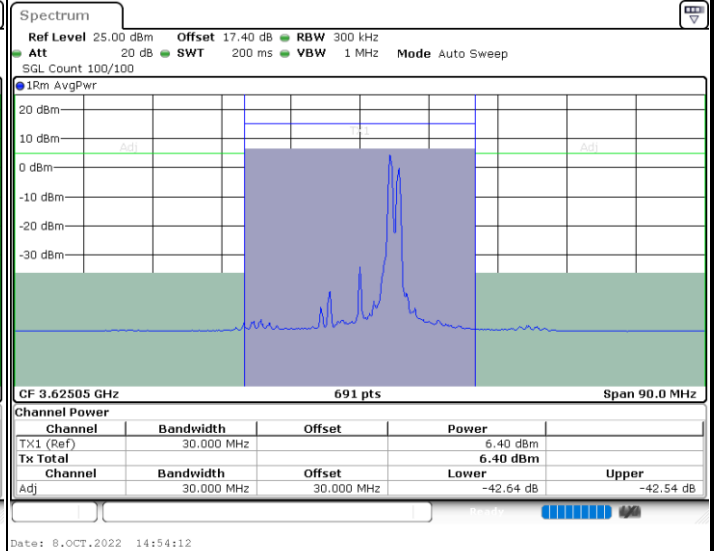 Spectrum
Ref Level 25.00 dBm Offset 17.40 dB RBW 300 kHz
Att 20 dB SWT 200 ms VBW 1 MHz Mode Auto Sweep
SGL Count 100/100
1Rm AvgPwr
20 dBm
TX1
10 dBm
Adj Adj
0 dBm
-10 dBm
-20 dBm
-30 dBm
CF 3.62505 GHz 691 pts Span 90.0 MHz
Channel Power
Channel Bandwidth Offset Power
TX1 (Ref) 30.000 MHz 6.40 dBm
Tx Total 6.40 dBm
Channel Bandwidth Offset Lower Upper
Adj 30.000 MHz 30.000 MHz -42.64 dB -42.54 dB
Ready
Date: 8.OCT.2022 14:54:12